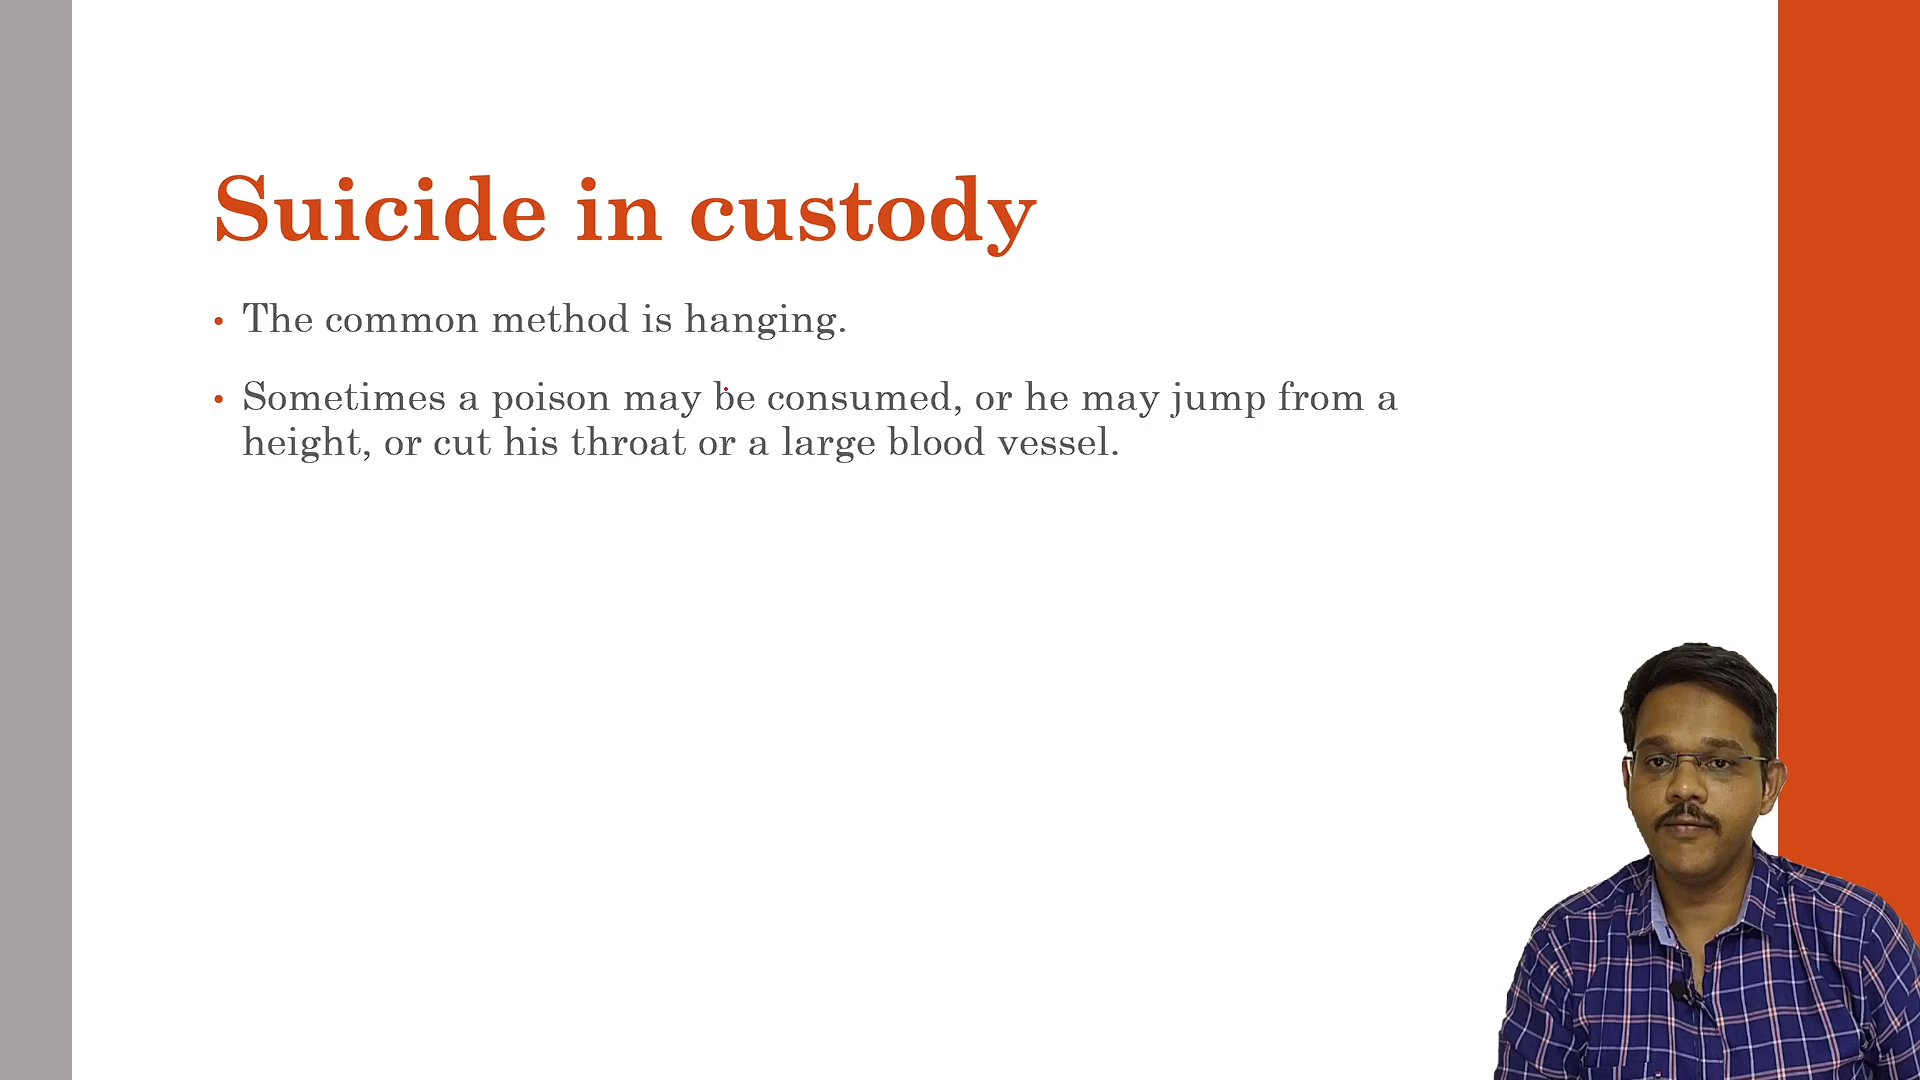 Suicide in custody
• The common method is hanging.
• Sometimes a poison may be consumed, or he may jump from a
height, or cut his throat or a large blood vessel.